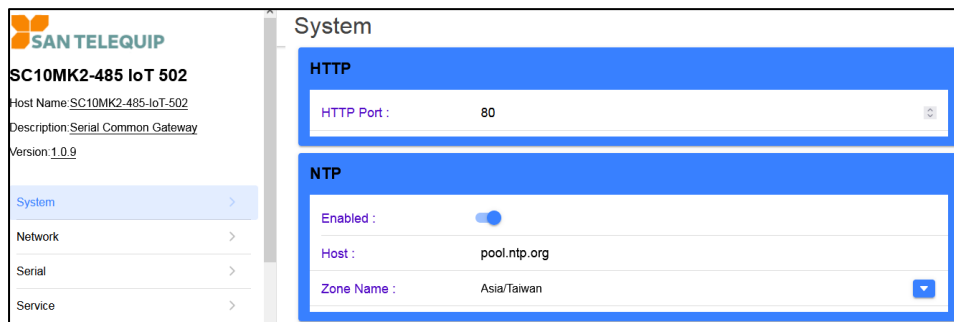 SAN TELEQUIP
SC10MK2-485 IoT 502
Host Name:SC10MK2-485-IoT-502
Description:Serial Common Gateway
Version:1.0.9
System
Network
Serial
Service
System
HTTP
HTTP Port : 80
NTP
Enabled :
Host : pool.ntp.org
Zone Name : Asia/Taiwan